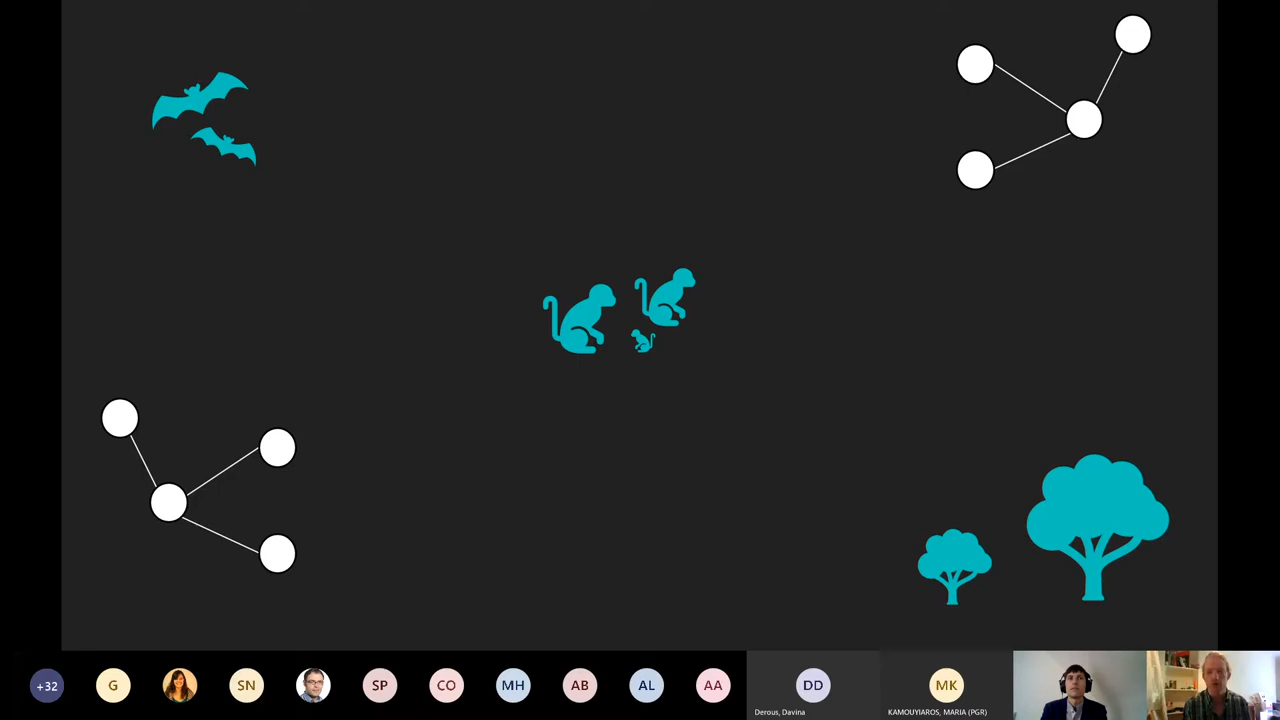 +32
G
SN
SP
CO
MH
AB
AL
AA
DD
MK
Derous, Davina
KAMOUYIAROS, MARIA (PGR)